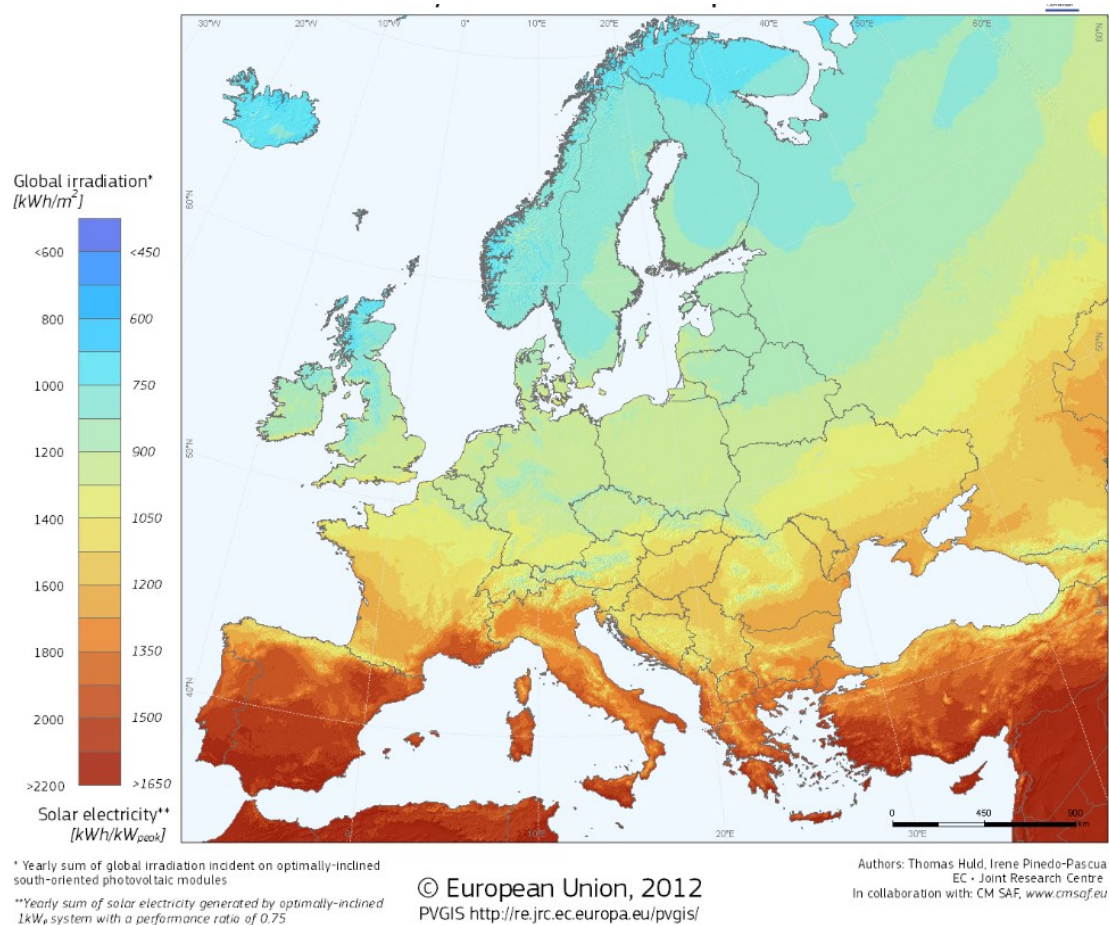 30°W
20°W
10°W
0°
10°E
20°E
30°E
40°E
50°E
60°E
60°N
60°N
50°N
50°N
40°N
Global irradiation*
[kWh/m²]
<600 <450
800 600
1000 750
1200 900
1400 1050
1600 1200
1800 1350
2000 1500
>2200 >1650
Solar electricity**
[kWh/kWpeak]
0 450 900
km
0°
10°E
20°E
30°E
* Yearly sum of global irradiation incident on optimally-inclined
south-oriented photovoltaic modules
**Yearly sum of solar electricity generated by optimally-inclined
1kWp system with a performance ratio of 0.75
© European Union, 2012
PVGIS http://re.jrc.ec.europa.eu/pvgis/
Authors: Thomas Huld, Irene Pinedo-Pascua
EC • Joint Research Centre
In collaboration with: CM SAF, www.cmsaf.eu